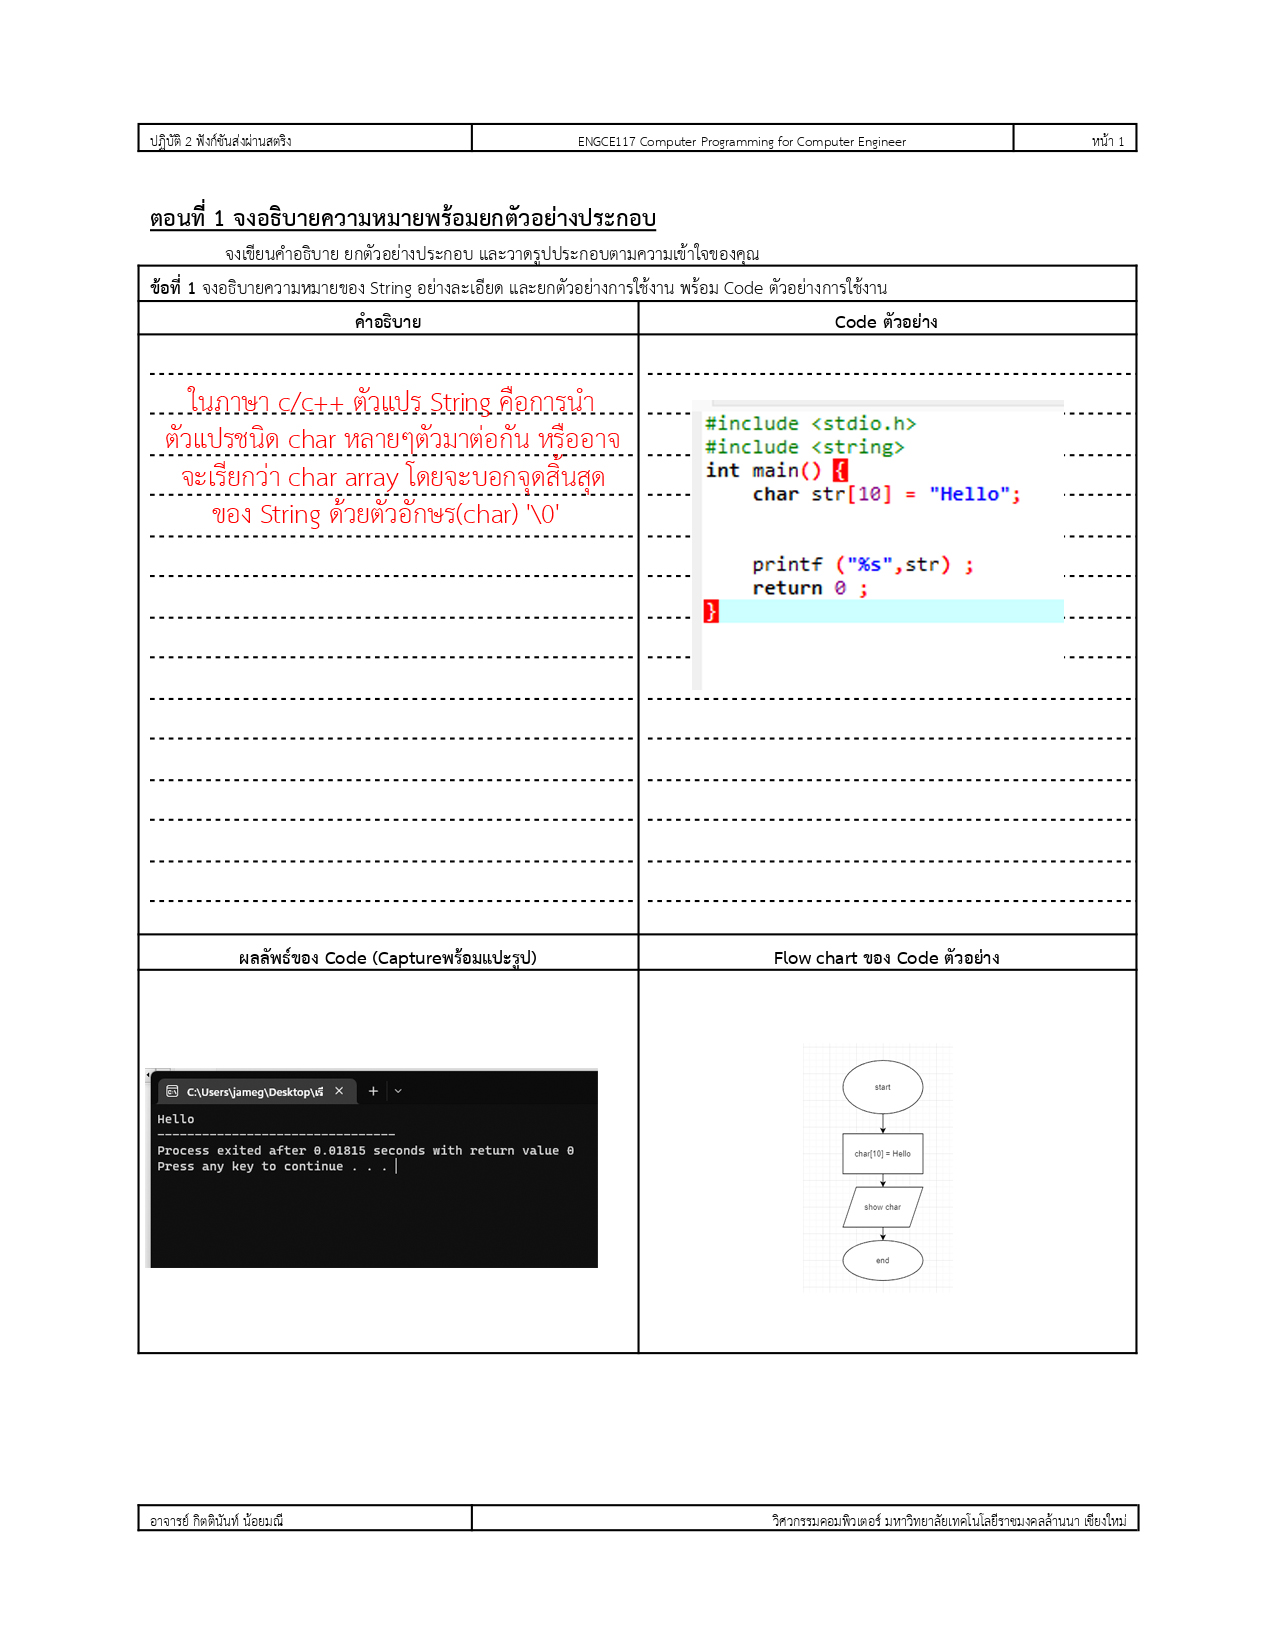 ปฏิบัติ 2 ฟังก์ชันส่งผ่านสตริง
ENGCE117 Computer Programming for Computer Engineer
หน้า 1
ตอนที่ 1 จงอธิบายความหมายพร้อมยกตัวอย่างประกอบ
จงเขียนคำอธิบาย ยกตัวอย่างประกอบ และวาดรูปประกอบตามความเข้าใจของคุณ
ข้อที่ 1 จงอธิบายความหมายของ String อย่างละเอียด และยกตัวอย่างการใช้งาน พร้อม Code ตัวอย่างการใช้งาน
คำอธิบาย
Code ตัวอย่าง
ในภาษา c/c++ ตัวแปร String คือการนำ
ตัวแปรชนิด char หลายๆตัวมาต่อกัน หรืออาจ
จะเรียกว่า char array โดยจะบอกจุดสิ้นสุด
ของ String ด้วยตัวอักษร(char) '\0'
#include <stdio.h>
#include <string>
int main() {
char str[10] = "Hello";
printf ("%s",str) ;
return 0 ;
}
ผลลัพธ์ของ Code (Captureพร้อมแปะรูป)
Flow chart ของ Code ตัวอย่าง
C:\Users\jameg\Desktop\เรี
Hello
--------------------------------
Process exited after 0.01815 seconds with return value 0
Press any key to continue . . .
start
char[10] = Hello
show char
end
อาจารย์ กิตตินันท์ น้อยมณี
วิศวกรรมคอมพิวเตอร์ มหาวิทยาลัยเทคโนโลยีราชมงคลล้านนา เชียงใหม่